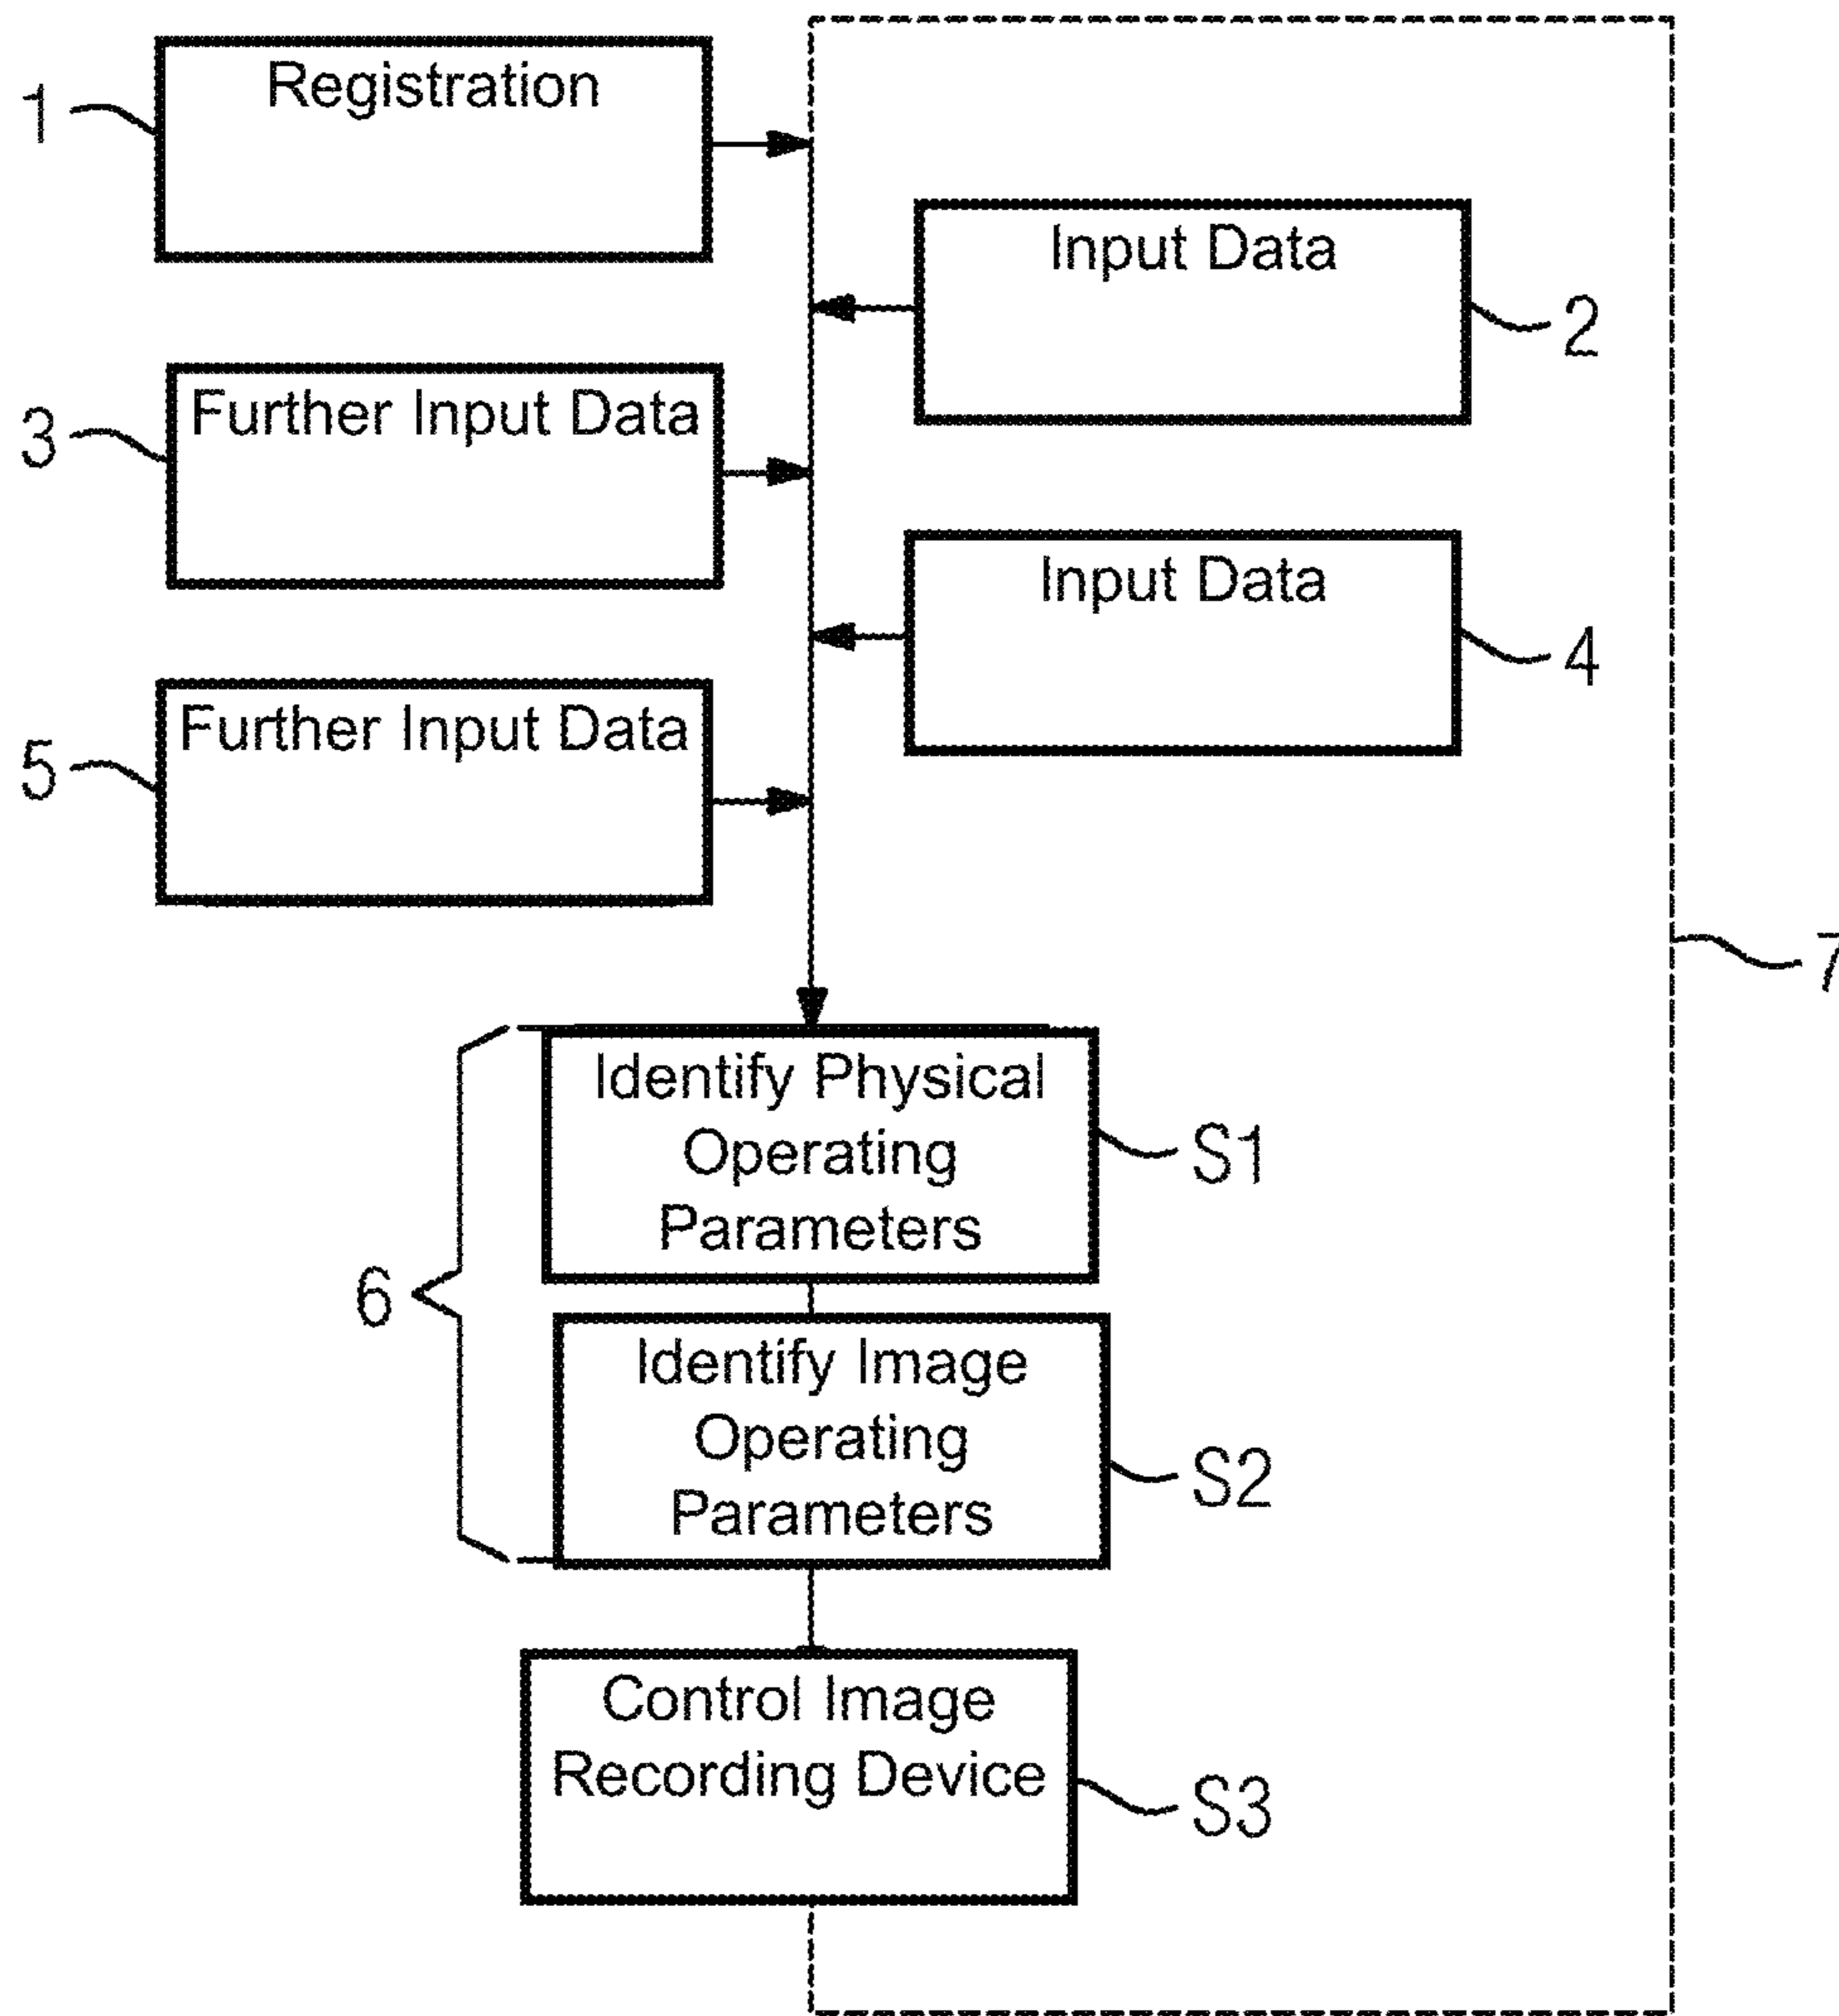 Registration
1
Input Data
2
Further Input Data
3
Input Data
4
Further Input Data
5
7
Identify Physical
Operating
Parameters
S1
6
Identify Image
Operating
Parameters
S2
Control Image
Recording Device
S3